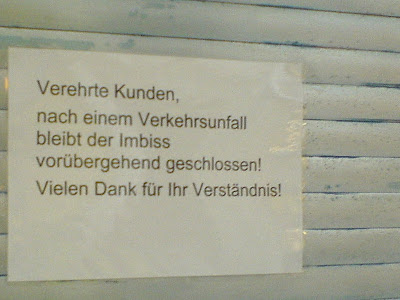 Verehrte Kunden,
nach einem Verkehrsunfall
bleibt der Imbiss
vorübergehend geschlossen!
Vielen Dank für Ihr Verständnis!